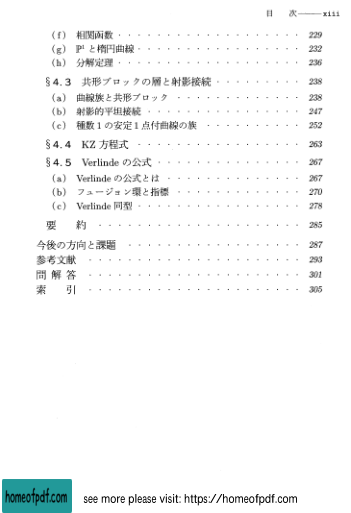 目 次———xiii
(f) 相関函数 · · · · · · · · · · · · · · · · 229
(g) P¹ と楕円曲線 · · · · · · · · · · · · · · 232
(h) 分解定理 · · · · · · · · · · · · · · · · 236
§4.3 共形ブロックの層と射影接続 · · · · · · · · 238
(a) 曲線族と共形ブロック · · · · · · · · · · · 238
(b) 射影的平坦接続 · · · · · · · · · · · · · 247
(c) 種数 1 の安定 1 点付曲線の族 · · · · · · · · 252
§4.4 KZ 方程式 · · · · · · · · · · · · · · · 263
§4.5 Verlinde の公式 · · · · · · · · · · · · · 267
(a) Verlinde の公式とは · · · · · · · · · · · · 267
(b) フュージョン環と指標 · · · · · · · · · · · 270
(c) Verlinde 同型 · · · · · · · · · · · · · · 278
要 約 · · · · · · · · · · · · · · · · · · 285
今後の方向と課題 · · · · · · · · · · · · · · · 287
参考文献 · · · · · · · · · · · · · · · · · · · 293
問 解 答 · · · · · · · · · · · · · · · · · · · 301
索 引 · · · · · · · · · · · · · · · · · · · · 305
homeofpdf.com see more please visit: https://homeofpdf.com